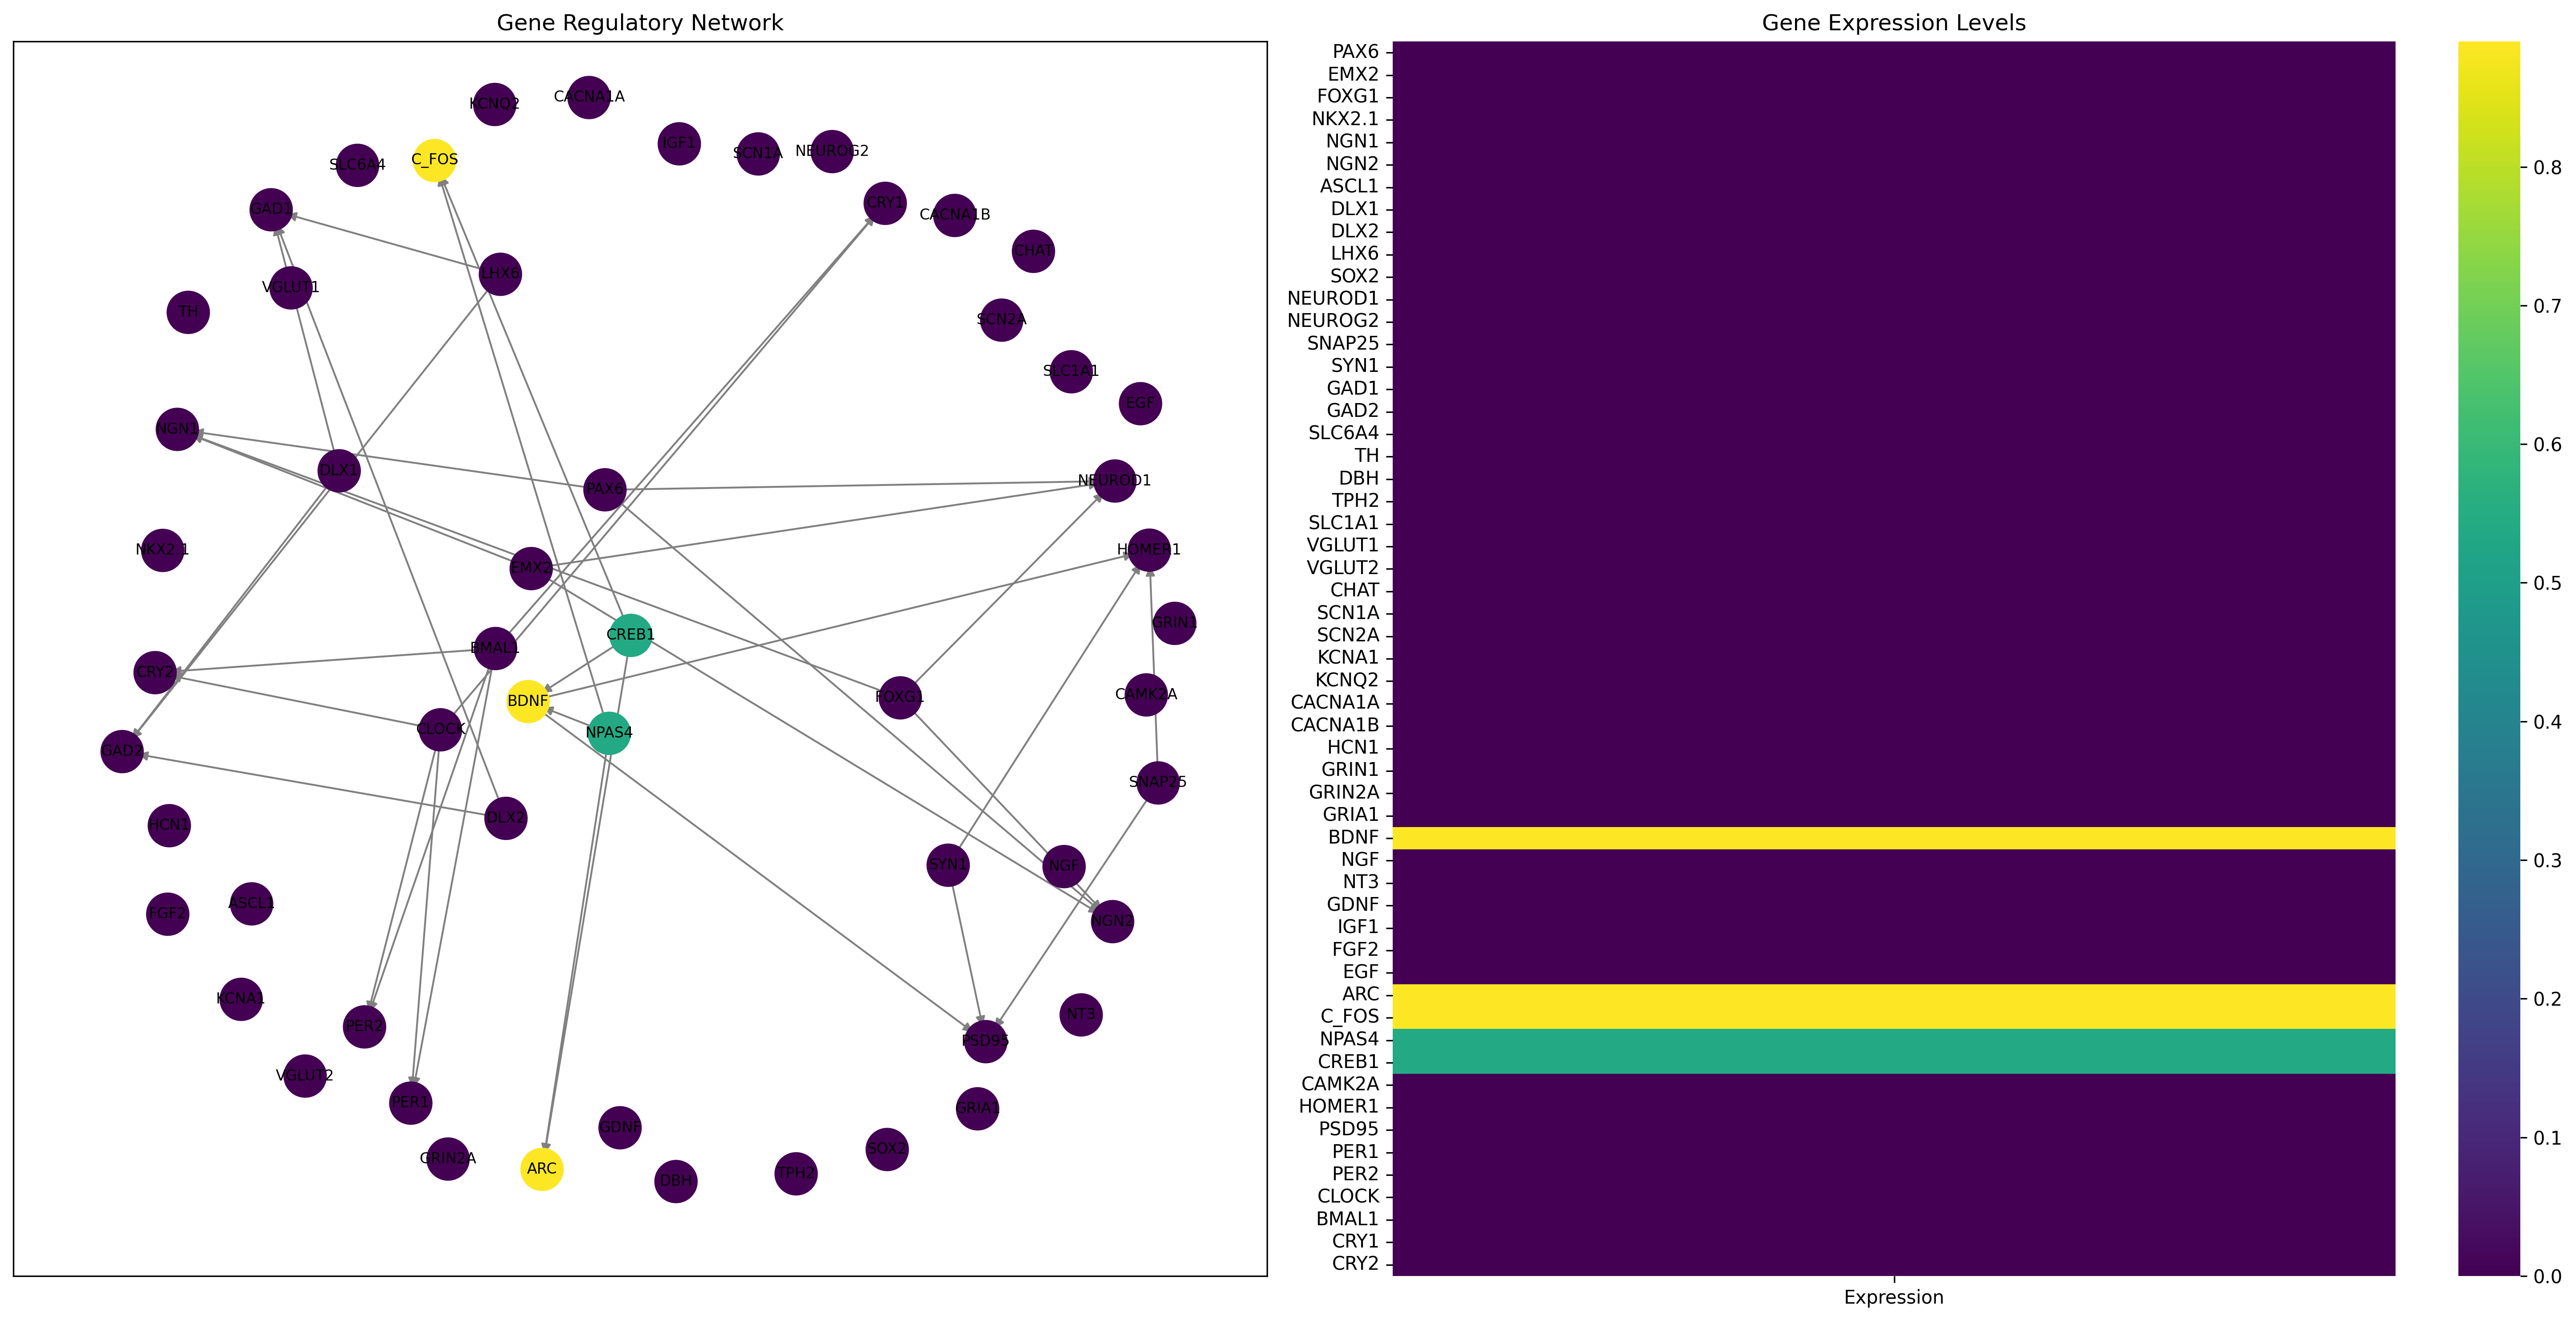 Gene Regulatory Network
KCNQ2
CACNA1A
IGF1
SCN1A
NEUROG2
SLC6A4
C_FOS
GAD1
CRY1
CACNA1B
CHAT
LHX6
VGLUT1
TH
SCN2A
SLC1A1
EGF
NGN1
DLX1
PAX6
NEUROD1
NKX2.1
EMX2
HOMER1
GRIN1
CREB1
BMAL1
CRY2
BDNF
FOXG1
CAMK2A
CLOCK
NPAS4
GAD2
SNAP25
HCN1
DLX2
SYN1
NGF
FGF2
ASCL1
NGN2
KCNA1
PER2
NT3
PSD95
VGLUT2
PER1
GRIA1
GDNF
GRIN2A
ARC
DBH
TPH2
SOX2
Gene Expression Levels
PAX6
EMX2
FOXG1
NKX2.1
NGN1
NGN2
ASCL1
DLX1
DLX2
LHX6
SOX2
NEUROD1
NEUROG2
SNAP25
SYN1
GAD1
GAD2
SLC6A4
TH
DBH
TPH2
SLC1A1
VGLUT1
VGLUT2
CHAT
SCN1A
SCN2A
KCNA1
KCNQ2
CACNA1A
CACNA1B
HCN1
GRIN1
GRIN2A
GRIA1
BDNF
NGF
NT3
GDNF
IGF1
FGF2
EGF
ARC
C_FOS
NPAS4
CREB1
CAMK2A
HOMER1
PSD95
PER1
PER2
CLOCK
BMAL1
CRY1
CRY2
Expression
0.8
0.7
0.6
0.5
0.4
0.3
0.2
0.1
0.0